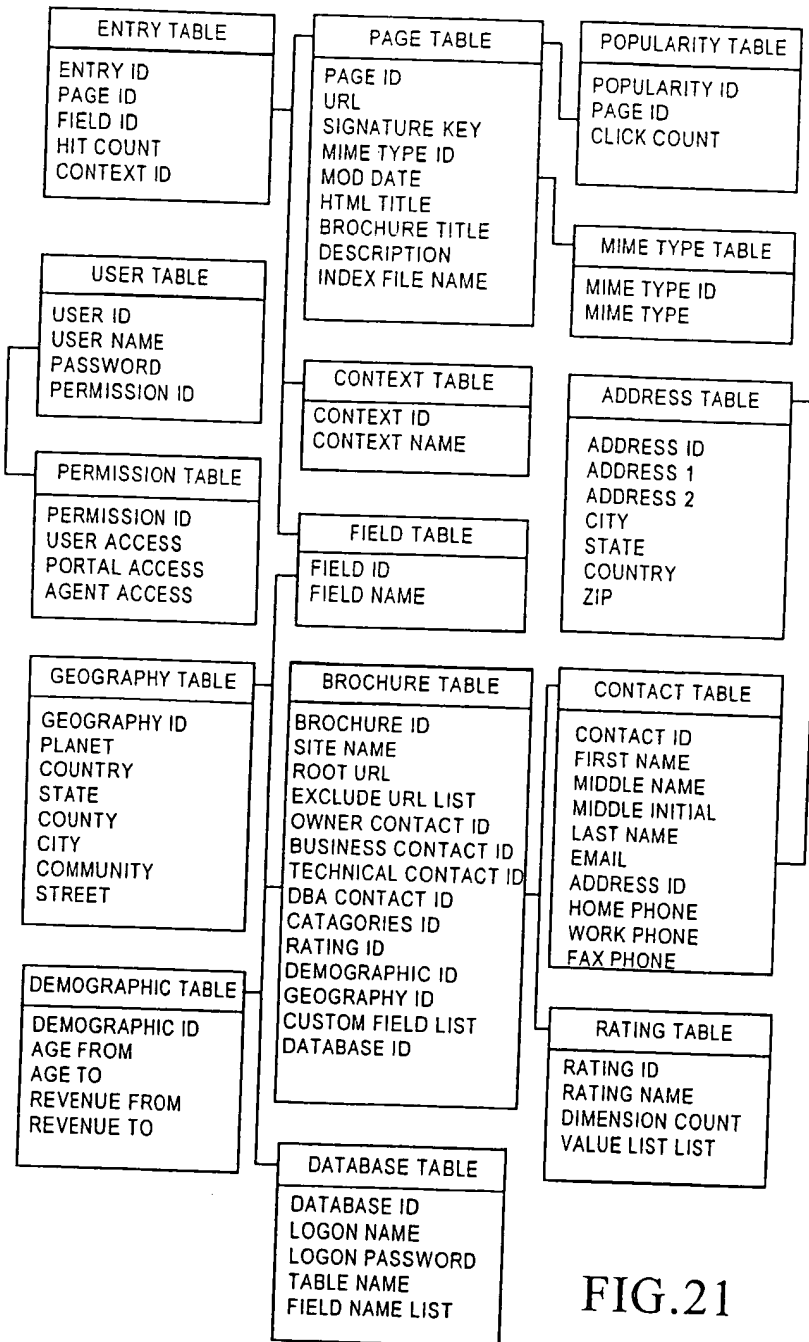 ENTRY TABLE
ENTRY ID
PAGE ID
FIELD ID
HIT COUNT
CONTEXT ID
PAGE TABLE
PAGE ID
URL
SIGNATURE KEY
MIME TYPE ID
MOD DATE
HTML TITLE
BROCHURE TITLE
DESCRIPTION
INDEX FILE NAME
POPULARITY TABLE
POPULARITY ID
PAGE ID
CLICK COUNT
MIME TYPE TABLE
MIME TYPE ID
MIME TYPE
USER TABLE
USER ID
USER NAME
PASSWORD
PERMISSION ID
CONTEXT TABLE
CONTEXT ID
CONTEXT NAME
ADDRESS TABLE
ADDRESS ID
ADDRESS 1
ADDRESS 2
CITY
STATE
COUNTRY
ZIP
PERMISSION TABLE
PERMISSION ID
USER ACCESS
PORTAL ACCESS
AGENT ACCESS
FIELD TABLE
FIELD ID
FIELD NAME
GEOGRAPHY TABLE
GEOGRAPHY ID
PLANET
COUNTRY
STATE
COUNTY
CITY
COMMUNITY
STREET
BROCHURE TABLE
BROCHURE ID
SITE NAME
ROOT URL
EXCLUDE URL LIST
OWNER CONTACT ID
BUSINESS CONTACT ID
TECHNICAL CONTACT ID
DBA CONTACT ID
CATAGORIES ID
RATING ID
DEMOGRAPHIC ID
GEOGRAPHY ID
CUSTOM FIELD LIST
DATABASE ID
CONTACT TABLE
CONTACT ID
FIRST NAME
MIDDLE NAME
MIDDLE INITIAL
LAST NAME
EMAIL
ADDRESS ID
HOME PHONE
WORK PHONE
FAX PHONE
DEMOGRAPHIC TABLE
DEMOGRAPHIC ID
AGE FROM
AGE TO
REVENUE FROM
REVENUE TO
RATING TABLE
RATING ID
RATING NAME
DIMENSION COUNT
VALUE LIST LIST
DATABASE TABLE
DATABASE ID
LOGON NAME
LOGON PASSWORD
TABLE NAME
FIELD NAME LIST
FIG.21